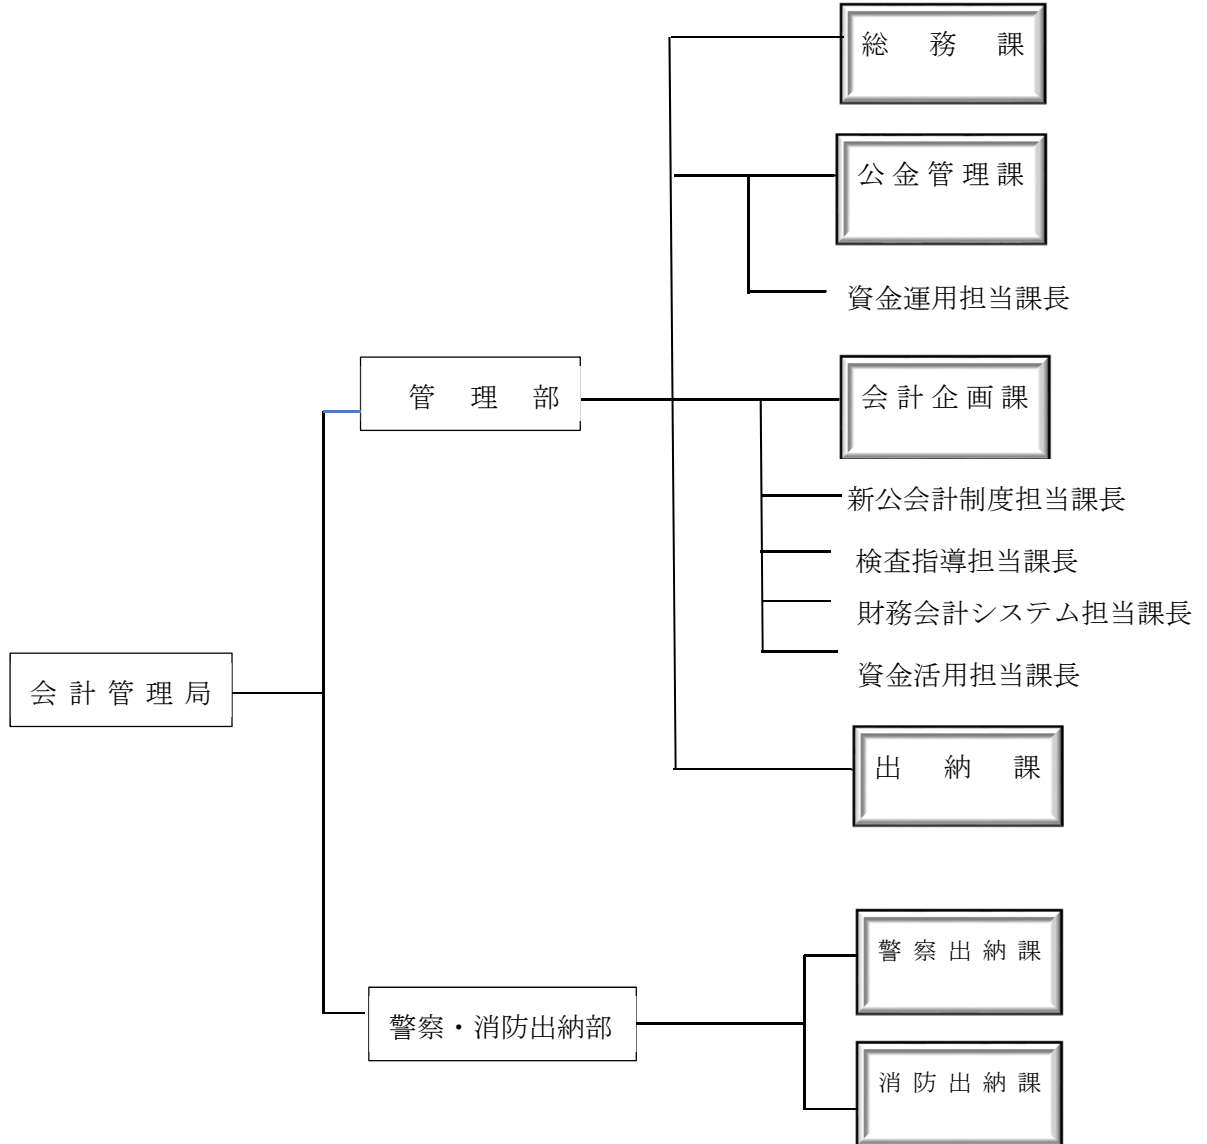 総務課
公金管理課
資金運用担当課長
管理部
会計企画課
新公会計制度担当課長
検査指導担当課長
財務会計システム担当課長
資金活用担当課長
会計管理局
出納課
警察出納課
警察・消防出納部
消防出納課